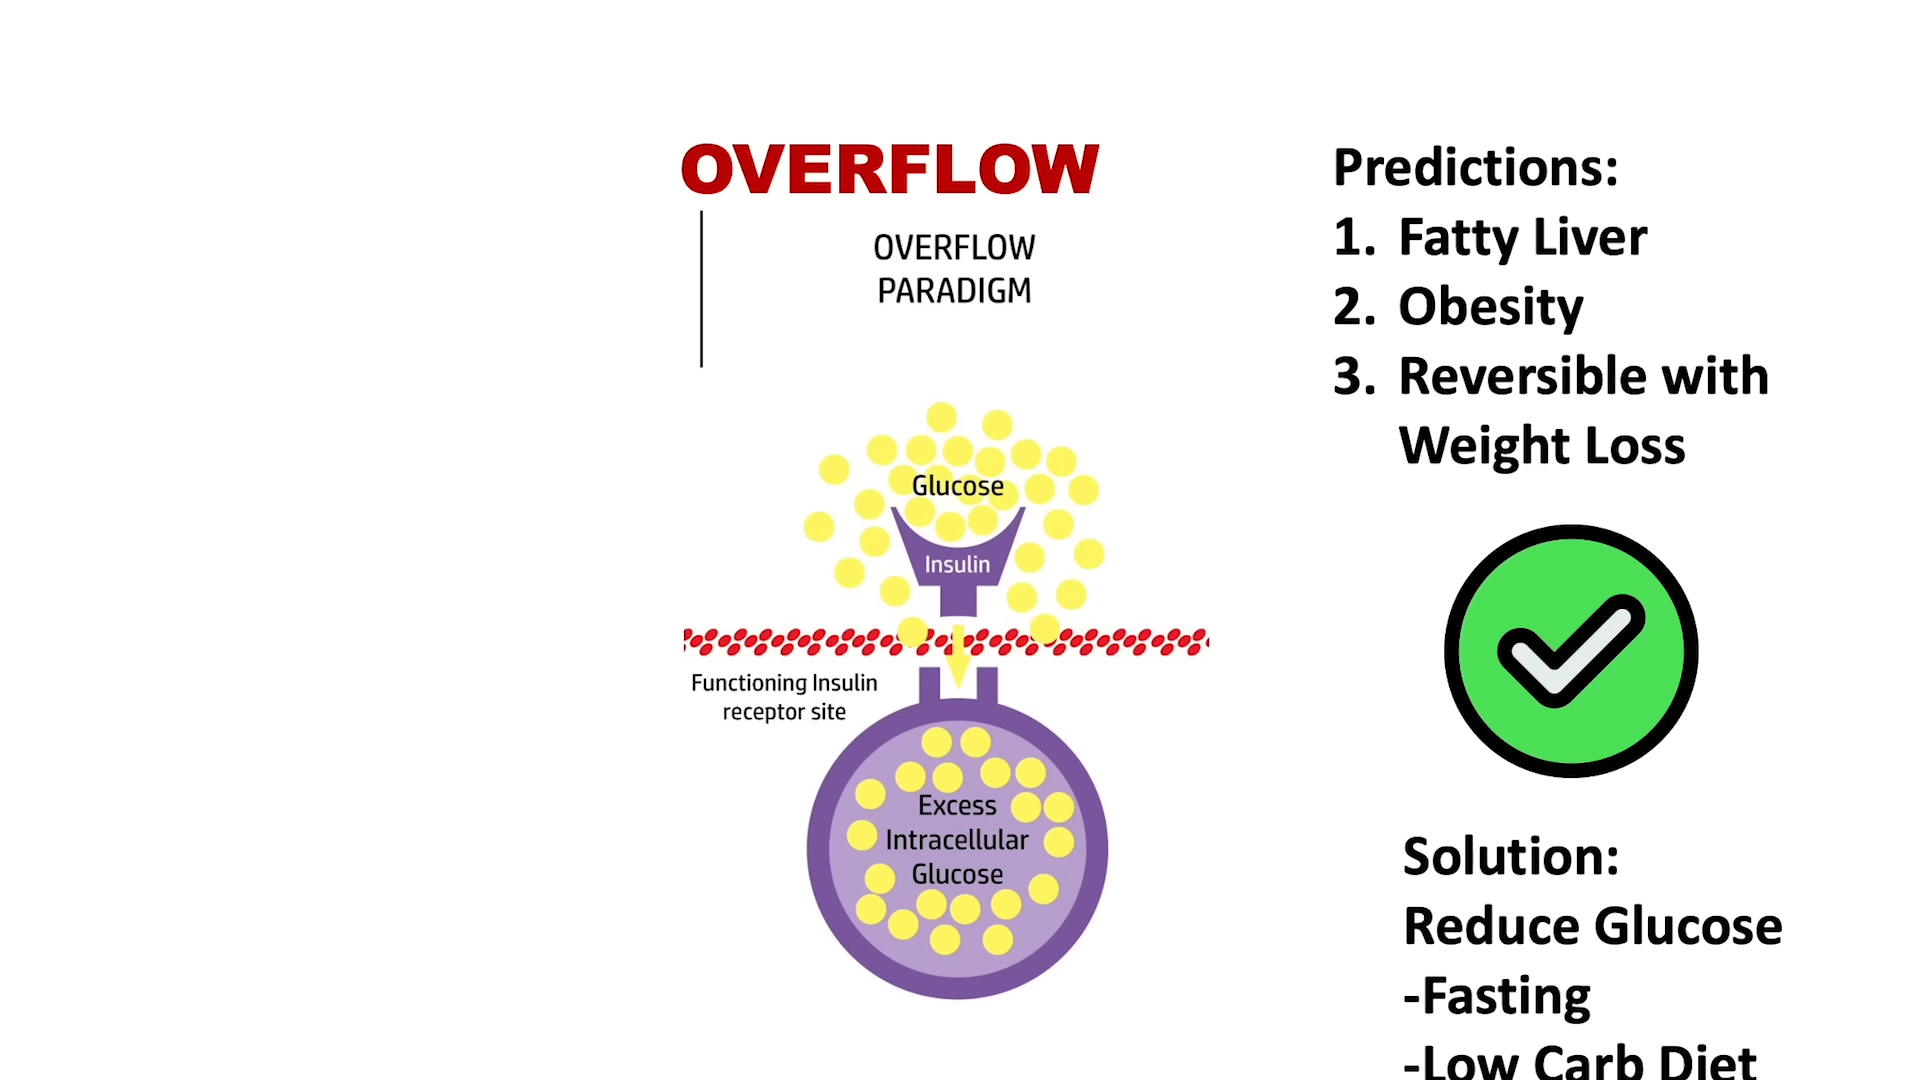 OVERFLOW
OVERFLOW
PARADIGM
Glucose
Insulin
Functioning Insulin
receptor site
Excess
Intracellular
Glucose
Predictions:
1. Fatty Liver
2. Obesity
3. Reversible with
Weight Loss
Solution:
Reduce Glucose
-Fasting
-Low Carb Diet